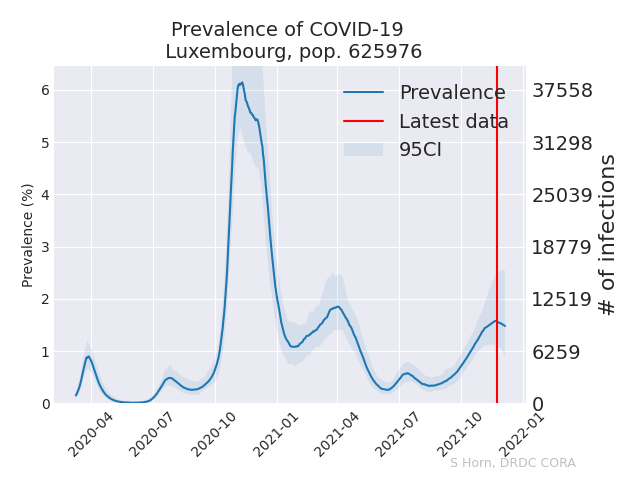 Prevalence of COVID-19
Luxembourg, pop. 625976
Prevalence
Latest data
95CI
Prevalence (%)
6
5
4
3
2
1
0
37558
31298
25039
18779
12519
6259
0
# of infections
2020-04
2020-07
2020-10
2021-01
2021-04
2021-07
2021-10
2022-01
S Horn, DRDC CORA